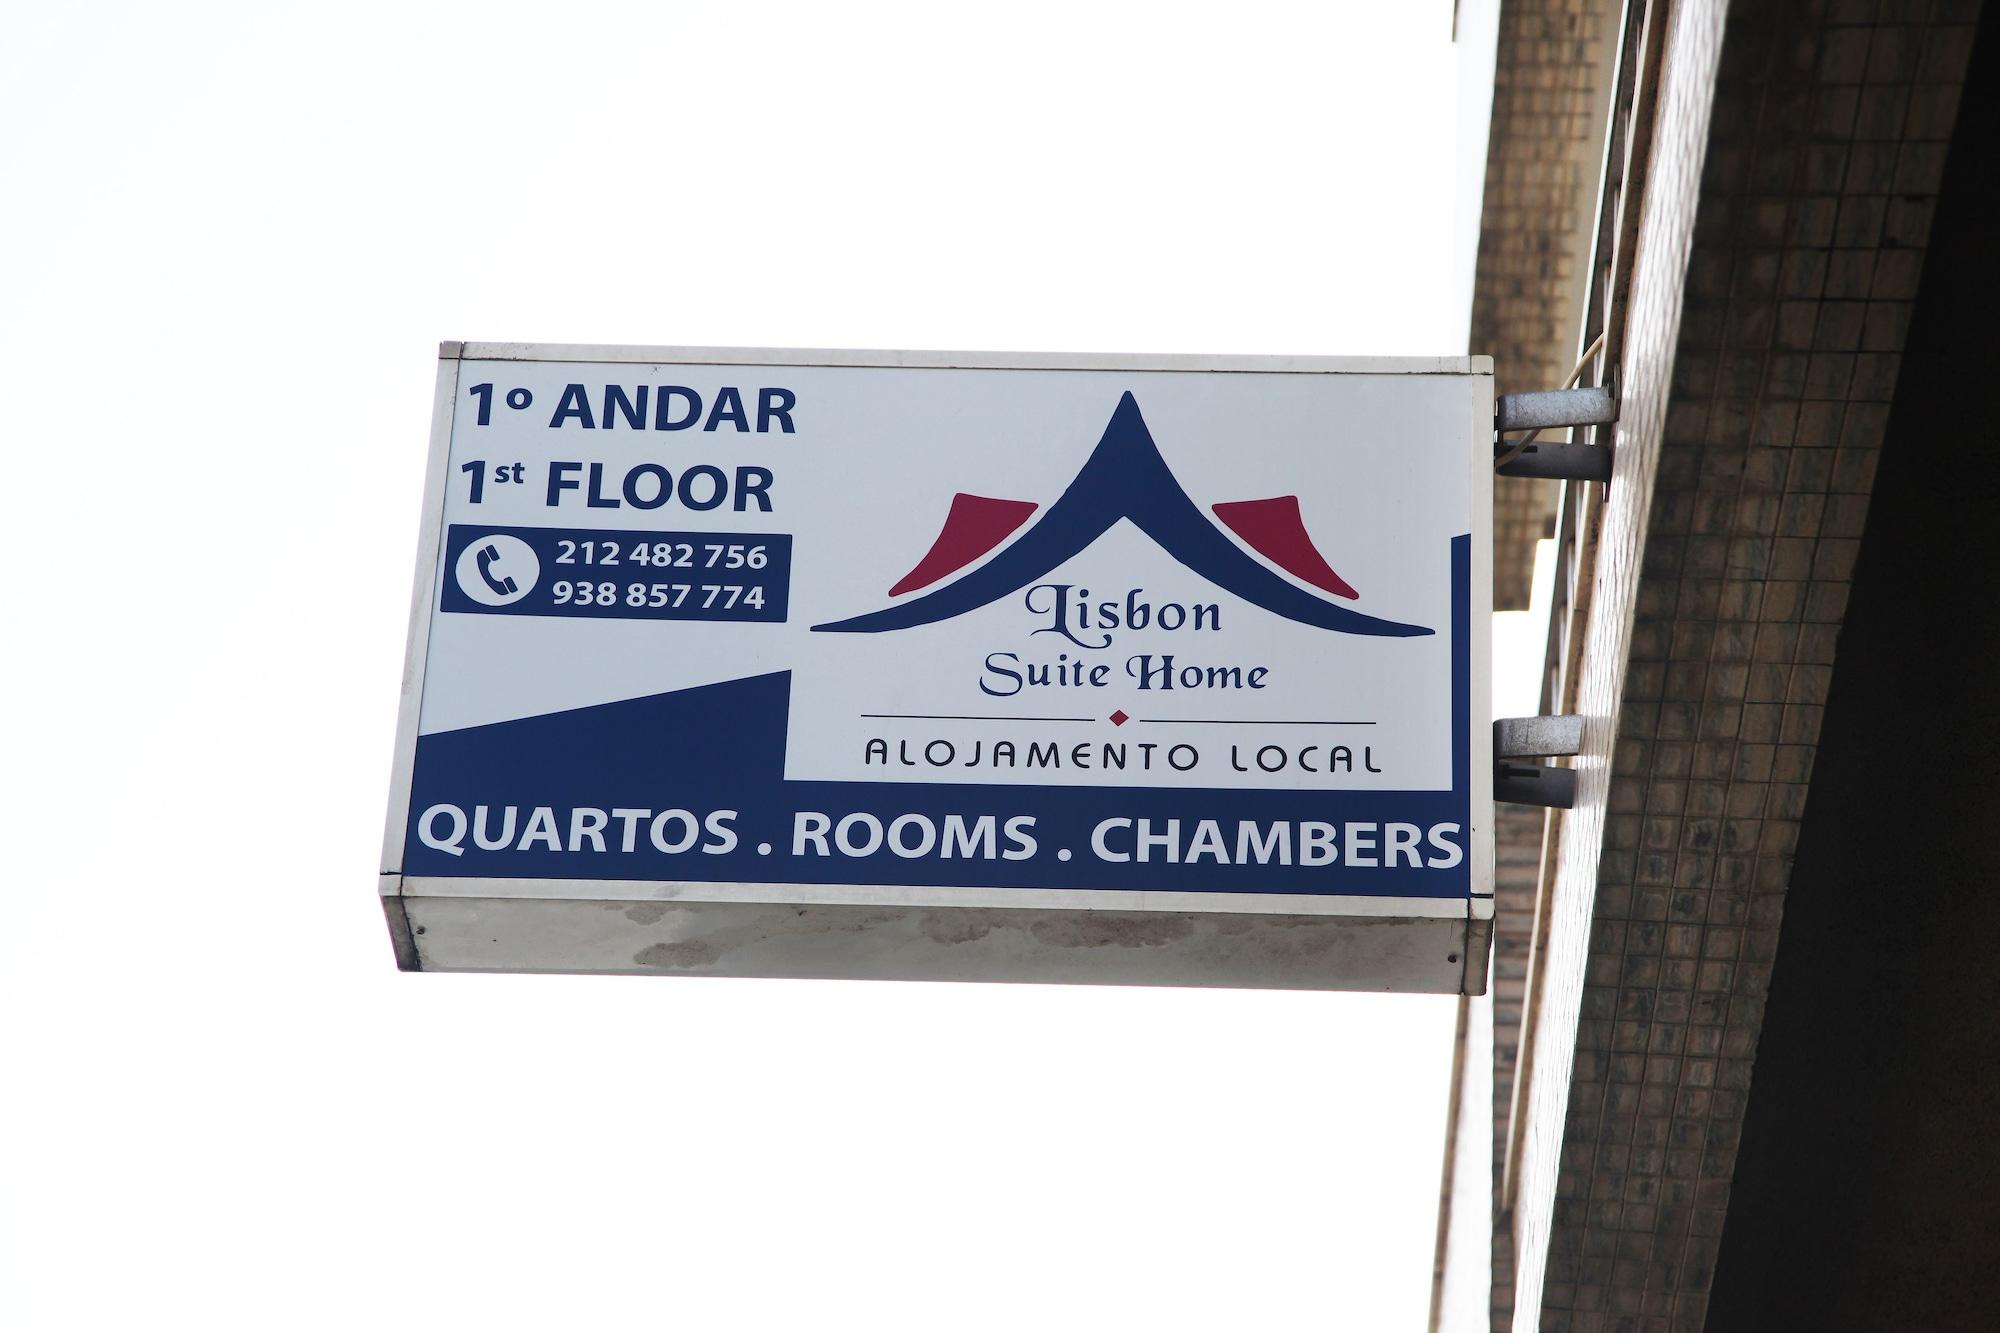 1º ANDAR
1st FLOOR
212 482 756
938 857 774
Lisbon
Suite Home
ALOJAMENTO LOCAL
QUARTOS . ROOMS . CHAMBERS